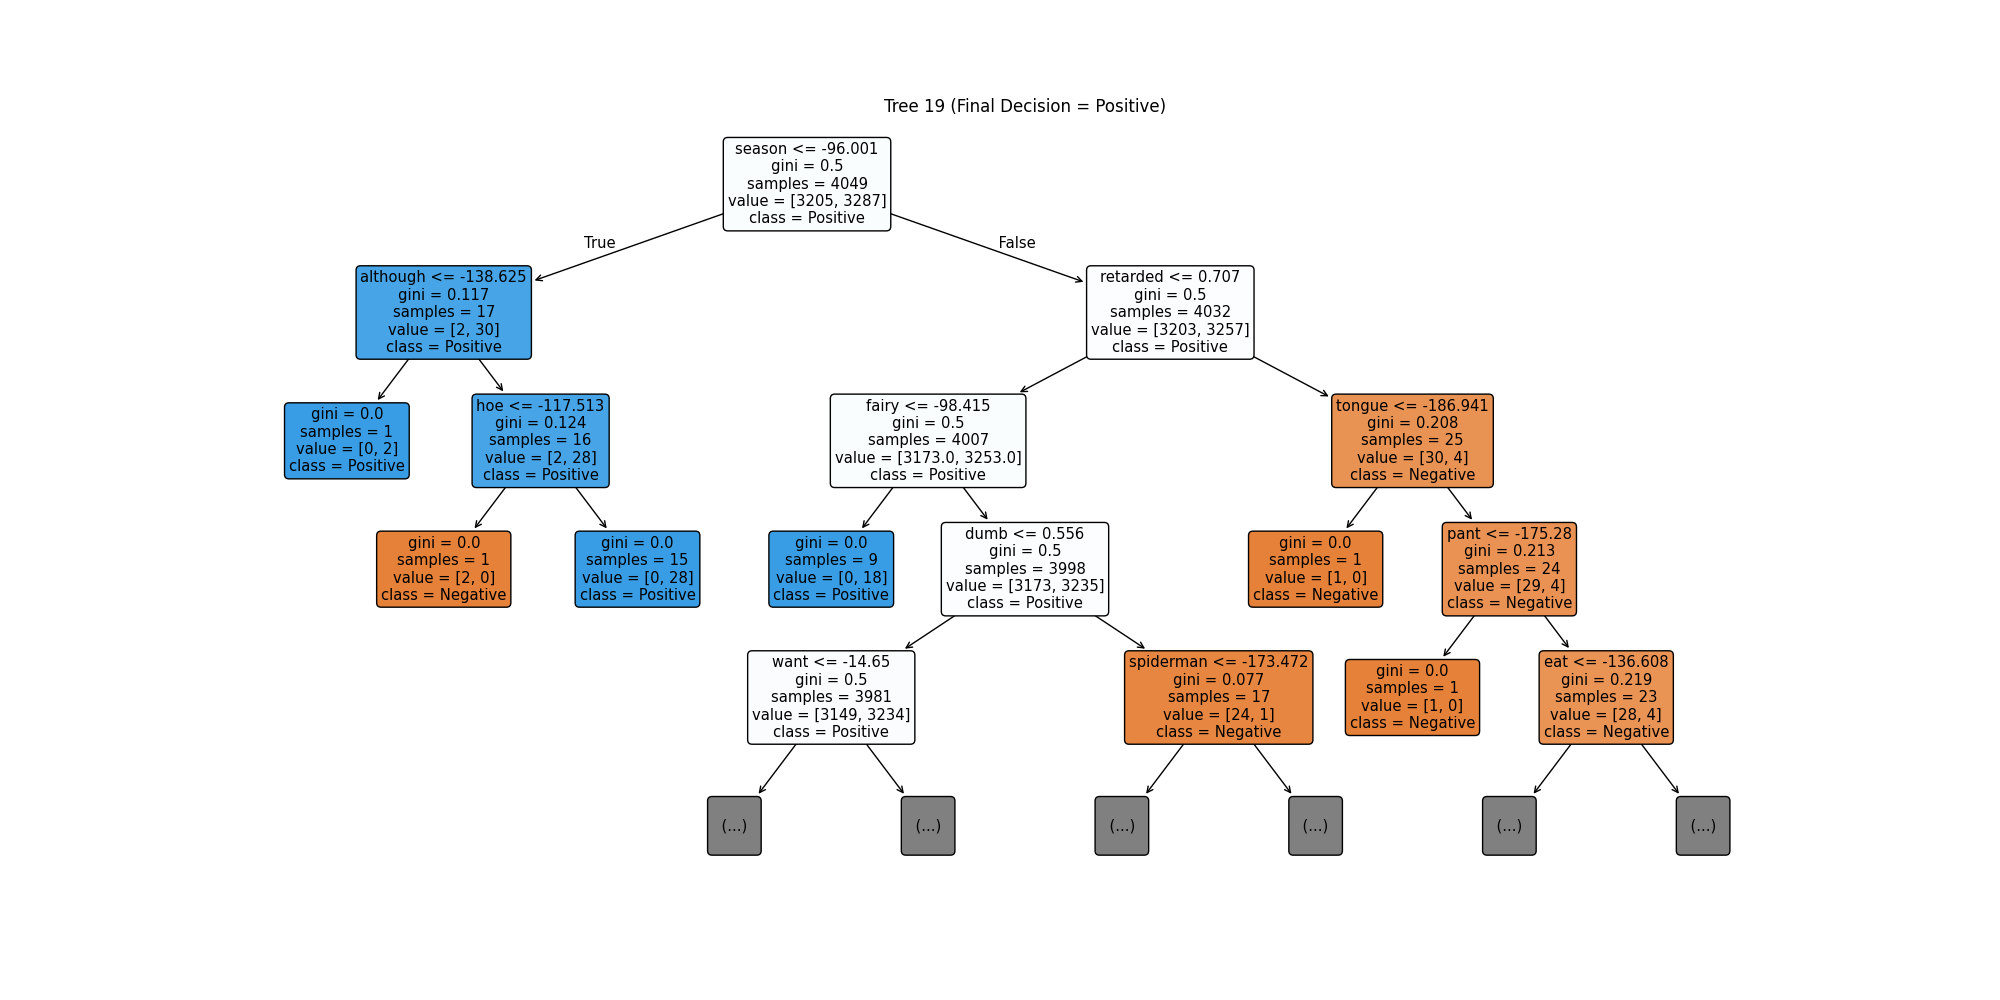 Tree 19 (Final Decision = Positive)
season <= -96.001
gini = 0.5
samples = 4049
value = [3205, 3287]
class = Positive
True
False
although <= -138.625
gini = 0.117
samples = 17
value = [2, 30]
class = Positive
retarded <= 0.707
gini = 0.5
samples = 4032
value = [3203, 3257]
class = Positive
gini = 0.0
samples = 1
value = [0, 2]
class = Positive
hoe <= -117.513
gini = 0.124
samples = 16
value = [2, 28]
class = Positive
fairy <= -98.415
gini = 0.5
samples = 4007
value = [3173.0, 3253.0]
class = Positive
tongue <= -186.941
gini = 0.208
samples = 25
value = [30, 4]
class = Negative
gini = 0.0
samples = 1
value = [2, 0]
class = Negative
gini = 0.0
samples = 15
value = [0, 28]
class = Positive
gini = 0.0
samples = 9
value = [0, 18]
class = Positive
dumb <= 0.556
gini = 0.5
samples = 3998
value = [3173, 3235]
class = Positive
gini = 0.0
samples = 1
value = [1, 0]
class = Negative
pant <= -175.28
gini = 0.213
samples = 24
value = [29, 4]
class = Negative
want <= -14.65
gini = 0.5
samples = 3981
value = [3149, 3234]
class = Positive
spiderman <= -173.472
gini = 0.077
samples = 17
value = [24, 1]
class = Negative
gini = 0.0
samples = 1
value = [1, 0]
class = Negative
eat <= -136.608
gini = 0.219
samples = 23
value = [28, 4]
class = Negative
(...)
(...)
(...)
(...)
(...)
(...)